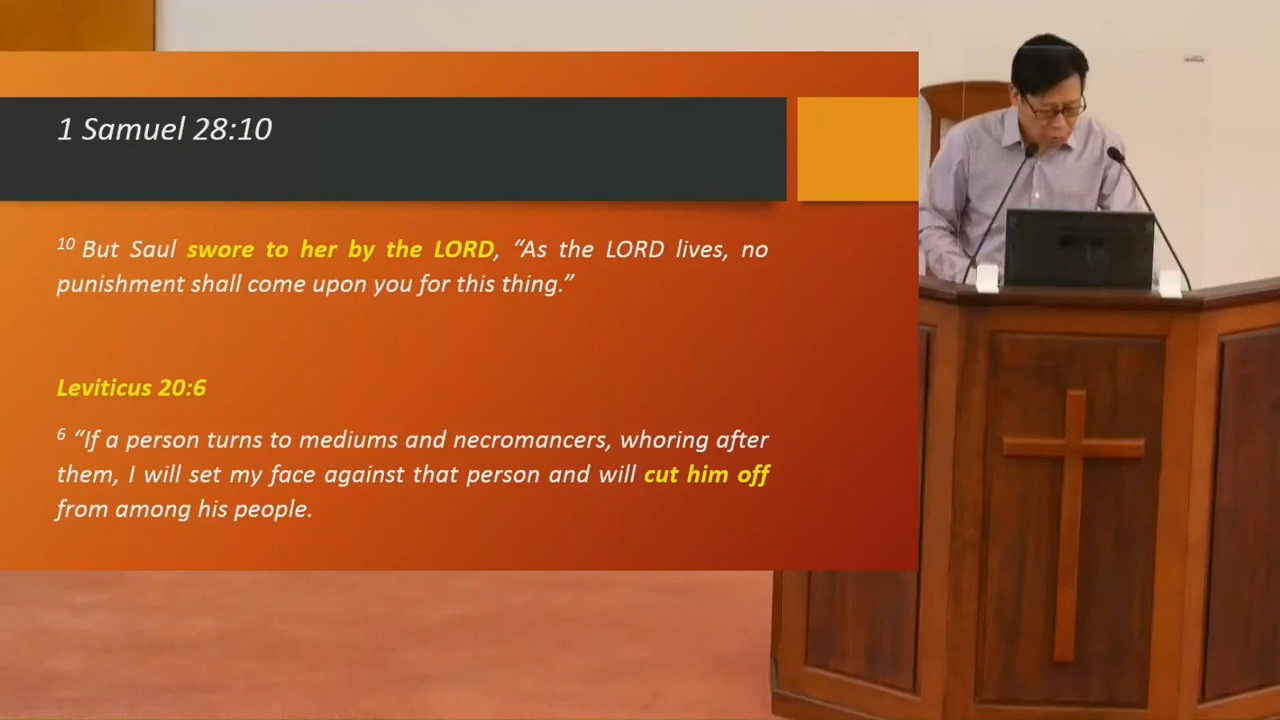 1 Samuel 28:10
10 But Saul swore to her by the LORD, “As the LORD lives, no
punishment shall come upon you for this thing.”
Leviticus 20:6
6 “If a person turns to mediums and necromancers, whoring after
them, I will set my face against that person and will cut him off
from among his people.